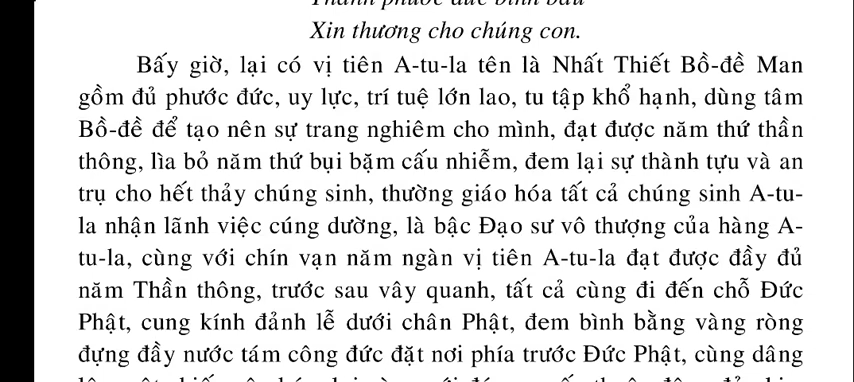 Xin thương cho chúng con.
Bấy giờ, lại có vị tiên A-tu-la tên là Nhất Thiết Bồ-đề Man
gồm đủ phước đức, uy lực, trí tuệ lớn lao, tu tập khổ hạnh, dùng tâm
Bồ-đề để tạo nên sự trang nghiêm cho mình, đạt được năm thứ thần
thông, lìa bỏ năm thứ bụi bặm cấu nhiễm, đem lại sự thành tựu và an
trụ cho hết thảy chúng sinh, thường giáo hóa tất cả chúng sinh A-tu-
la nhận lãnh việc cúng dường, là bậc Đạo sư vô thượng của hàng A-
tu-la, cùng với chín vạn năm ngàn vị tiên A-tu-la đạt được đầy đủ
năm Thần thông, trước sau vây quanh, tất cả cùng đi đến chỗ Đức
Phật, cung kính đảnh lễ dưới chân Phật, đem bình bằng vàng ròng
đựng đầy nước tám công đức đặt nơi phía trước Đức Phật, cùng dâng